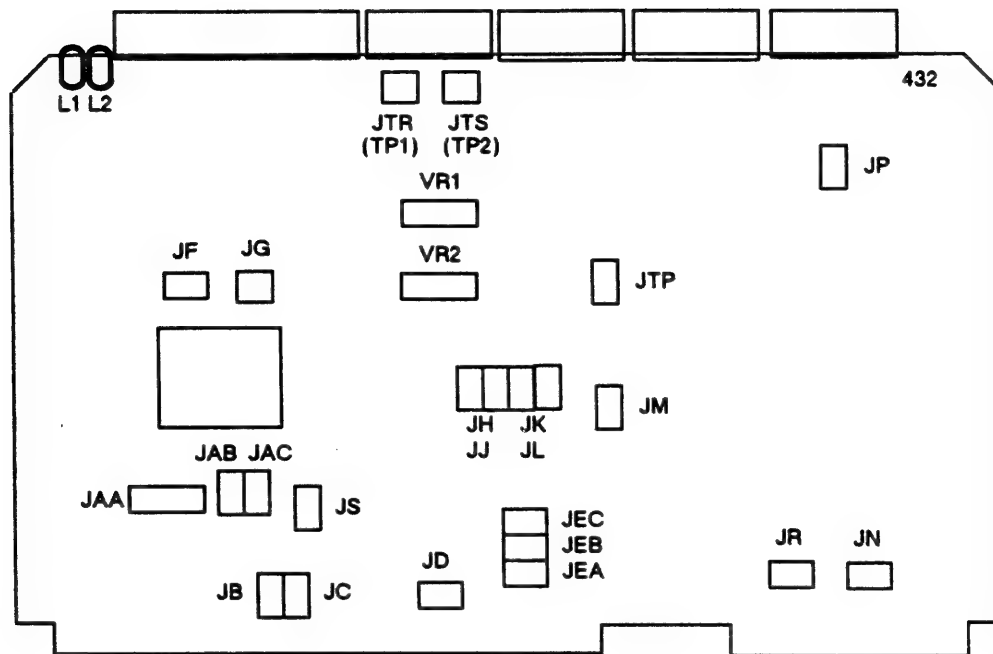 L1 L2
432
JTR JTS
(TP1) (TP2)
JP
VR1
JF JG
VR2
JTP
JM
JH JK
JJ JL
JAB JAC
JAA
JS
JEC
JEB
JEA
JD
JR JN
JB JC